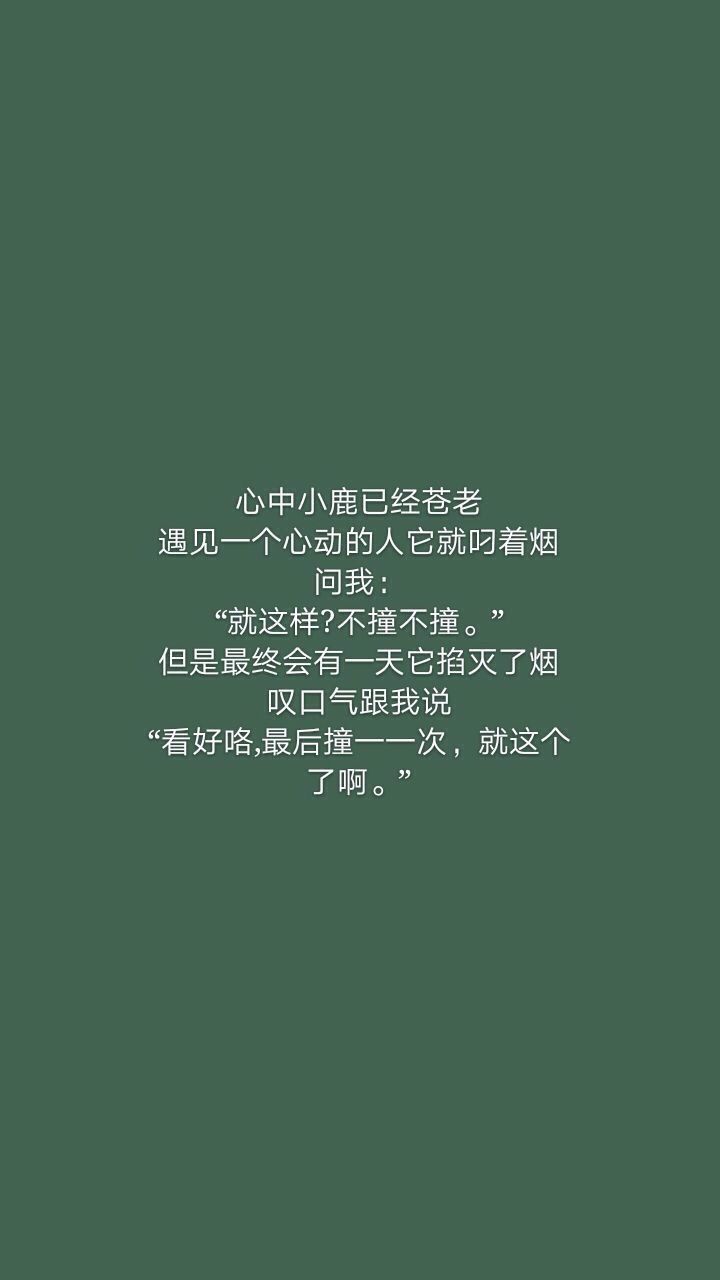 心中小鹿已经苍老
遇见一个心动的人它就叼着烟
问我：
“就这样?不撞不撞。”
但是最终会有一天它掐灭了烟
叹口气跟我说
“看好咯,最后撞一一次，就这个
了啊。”